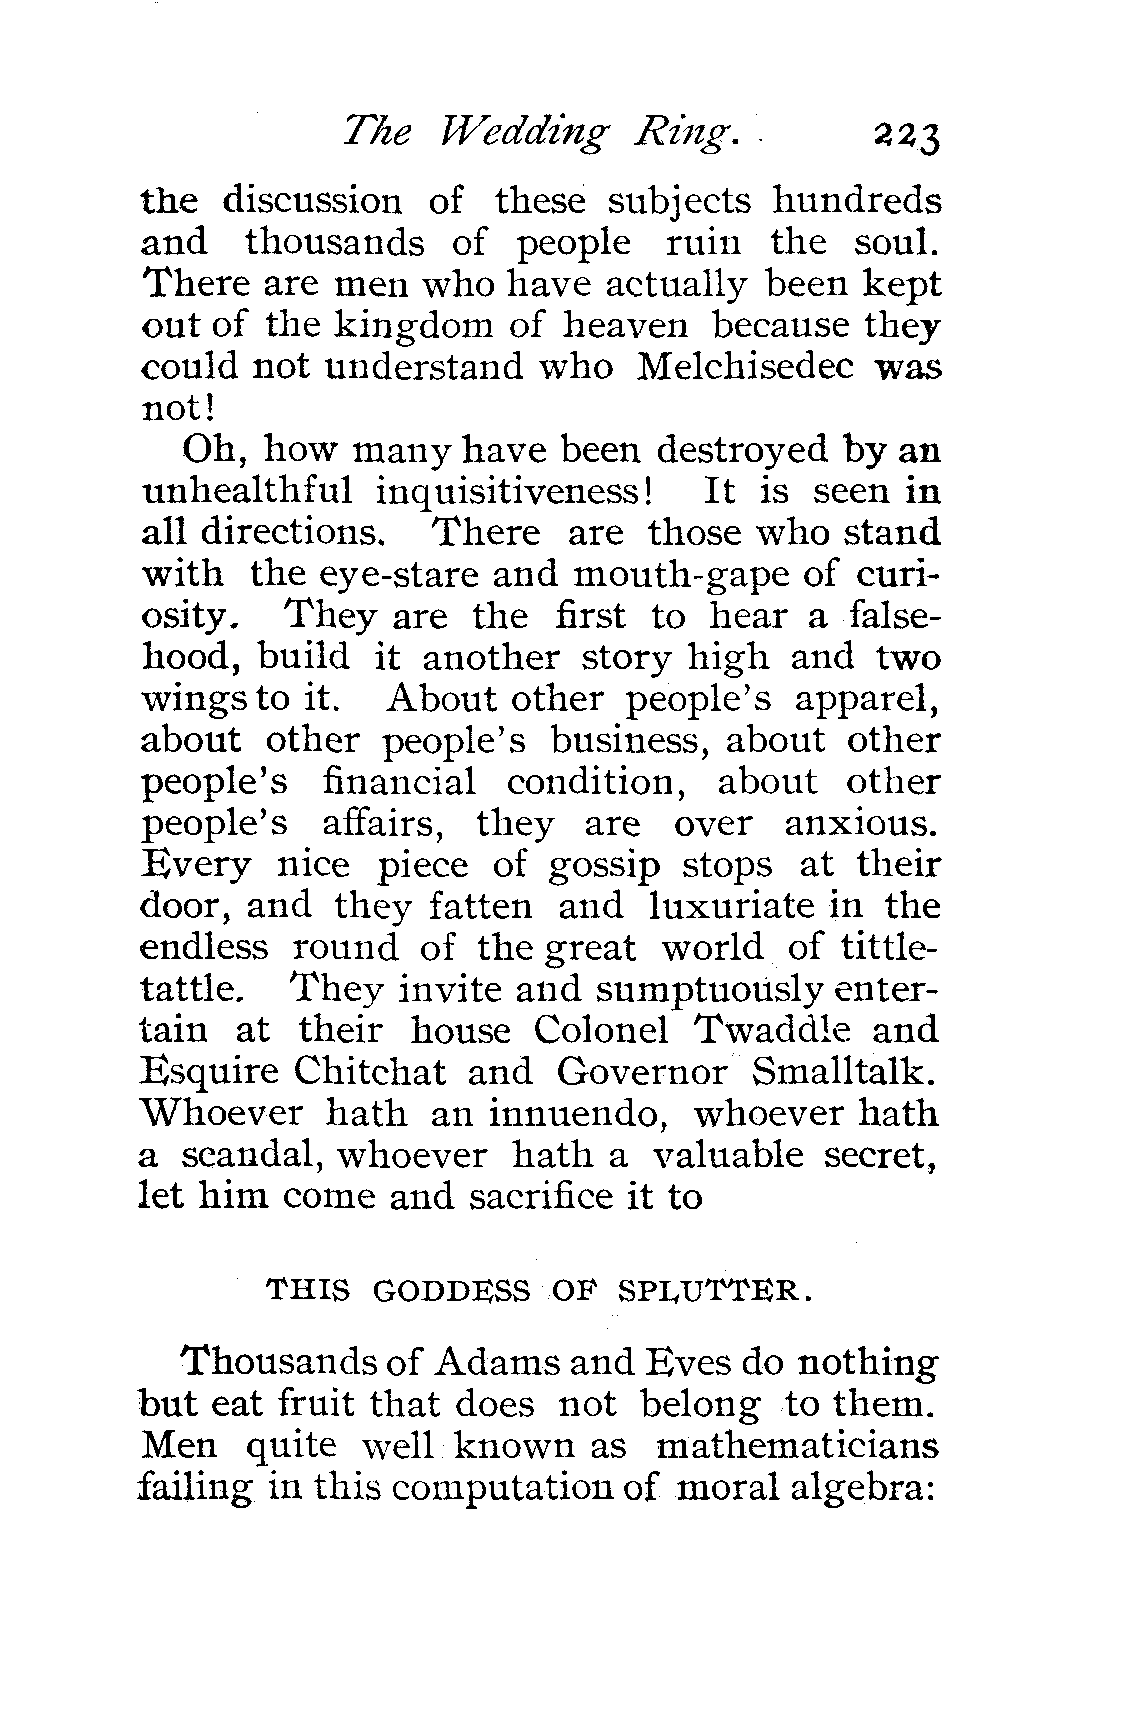 The Wedding Ring. 223
the discussion of these subjects hundreds
and thousands of people ruin the soul.
There are men who have actually been kept
out of the kingdom of heaven because they
could not understand who Melchisedec was
not!
Oh, how many have been destroyed by an
unhealthful inquisitiveness! It is seen in
all directions. There are those who stand
with the eye-stare and mouth-gape of curi-
osity. They are the first to hear a false-
hood, build it another story high and two
wings to it. About other people's apparel,
about other people's business, about other
people's financial condition, about other
people's affairs, they are over anxious.
Every nice piece of gossip stops at their
door, and they fatten and luxuriate in the
endless round of the great world of tittle-
tattle. They invite and sumptuously enter-
tain at their house Colonel Twaddle and
Esquire Chitchat and Governor Smalltalk.
Whoever hath an innuendo, whoever hath
a scandal, whoever hath a valuable secret,
let him come and sacrifice it to
THIS GODDESS OF SPLUTTER.
Thousands of Adams and Eves do nothing
but eat fruit that does not belong to them.
Men quite well known as mathematicians
failing in this computation of moral algebra: